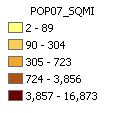 POP07_SQMI
2 - 89
90 - 304
305 - 723
724 - 3,856
3,857 - 16,873